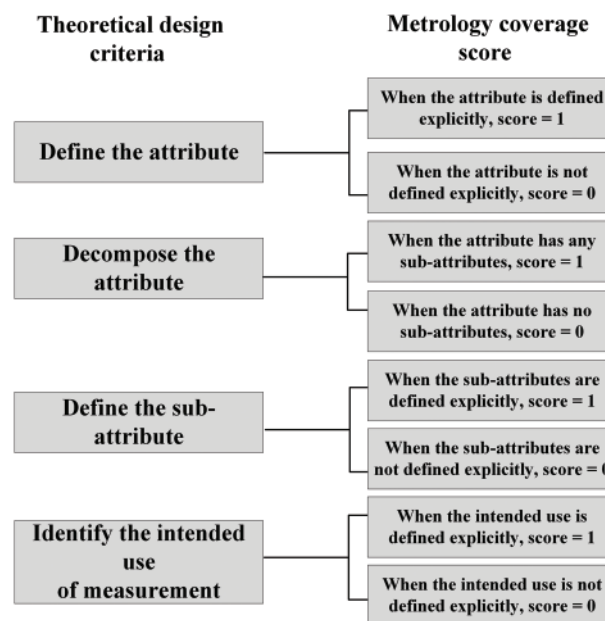 Theoretical design
criteria
Metrology coverage
score
Define the attribute
When the attribute is defined
explicitly, score = 1
When the attribute is not
defined explicitly, score = 0
Decompose the
attribute
When the attribute has any
sub-attributes, score = 1
When the attribute has no
sub-attributes, score = 0
Define the sub-
attribute
When the sub-attributes are
defined explicitly, score = 1
When the sub-attributes are
not defined explicitly, score = 0
Identify the intended
use
of measurement
When the intended use is
defined explicitly, score = 1
When the intended use is not
defined explicitly, score = 0